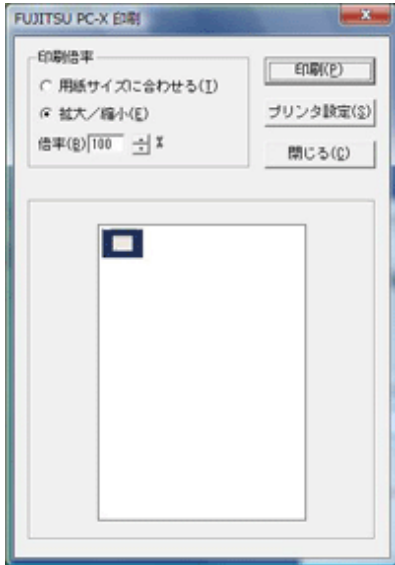 FUJITSU PC-X 印刷
印刷倍率
用紙サイズに合わせる(I)
拡大／縮小(E)
倍率(B) 100 %
印刷(P)
プリンタ設定(S)
閉じる(C)